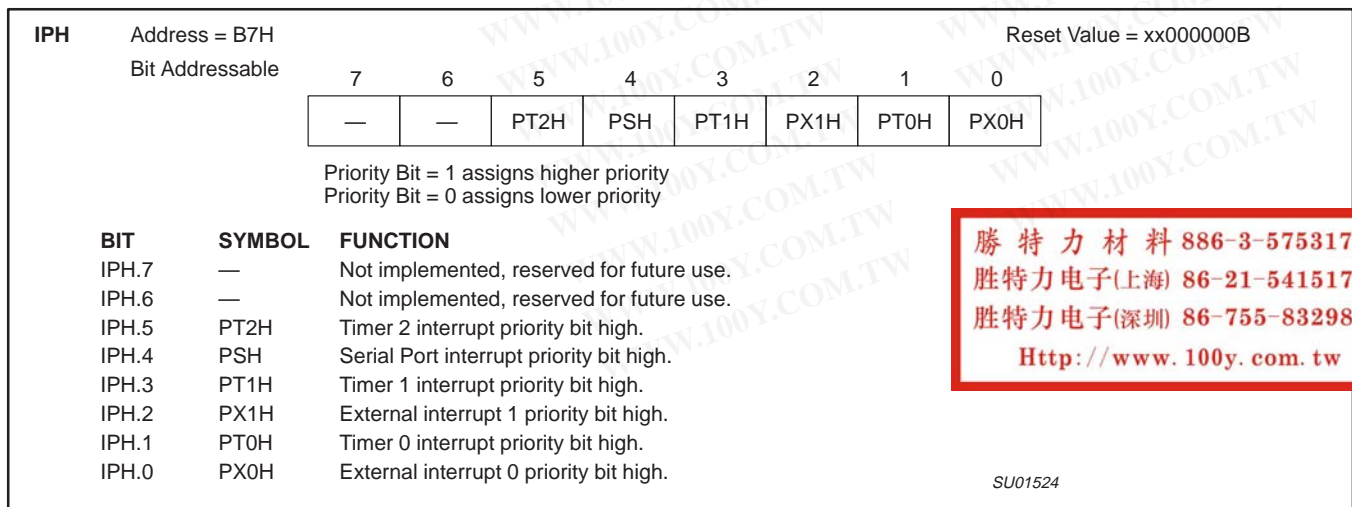 IPH Address = B7H Reset Value = xx000000B
Bit Addressable
7 6 5 4 3 2 1 0
— — PT2H PSH PT1H PX1H PT0H PX0H
Priority Bit = 1 assigns higher priority
Priority Bit = 0 assigns lower priority
BIT SYMBOL FUNCTION
IPH.7 — Not implemented, reserved for future use.
IPH.6 — Not implemented, reserved for future use.
IPH.5 PT2H Timer 2 interrupt priority bit high.
IPH.4 PSH Serial Port interrupt priority bit high.
IPH.3 PT1H Timer 1 interrupt priority bit high.
IPH.2 PX1H External interrupt 1 priority bit high.
IPH.1 PT0H Timer 0 interrupt priority bit high.
IPH.0 PX0H External interrupt 0 priority bit high.
勝 特 力 材 料 886-3-575317
胜特力电子(上海) 86-21-541517
胜特力电子(深圳) 86-755-83298
Http://www.100y.com.tw
SU01524
WWW.100Y.COM.TW